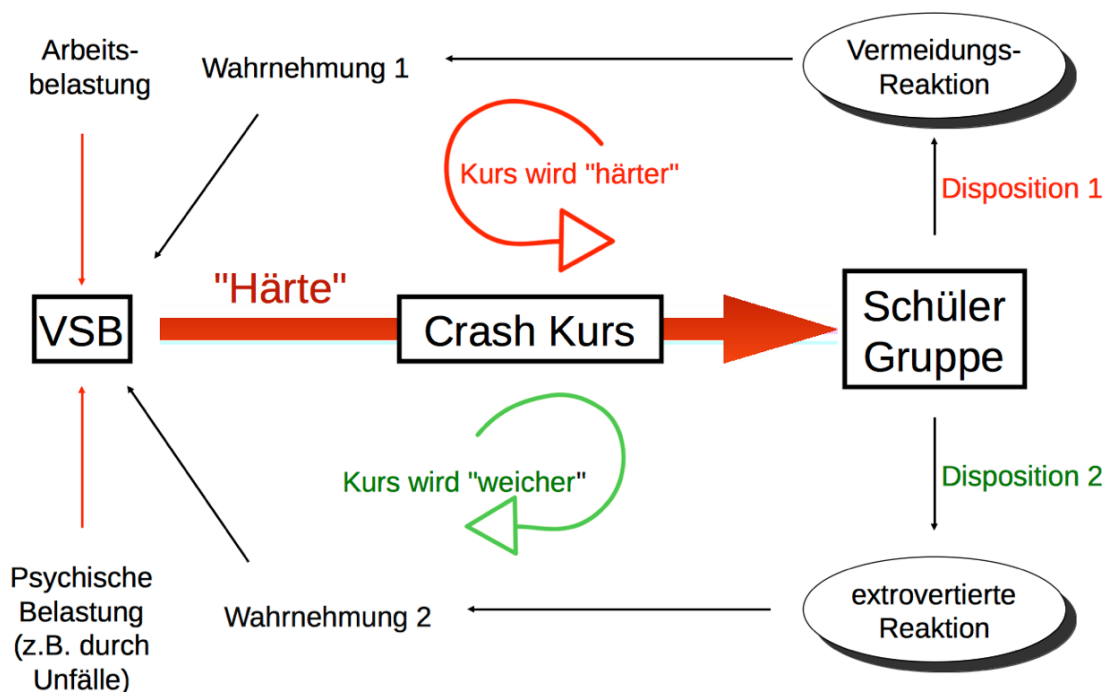 Arbeits-
belastung
Wahrnehmung 1
Vermeidungs-
Reaktion
Kurs wird "härter"
Disposition 1
"Härte"
VSB
Crash Kurs
Schüler
Gruppe
Kurs wird "weicher"
Disposition 2
Psychische
Belastung
(z.B. durch
Unfälle)
Wahrnehmung 2
extrovertierte
Reaktion